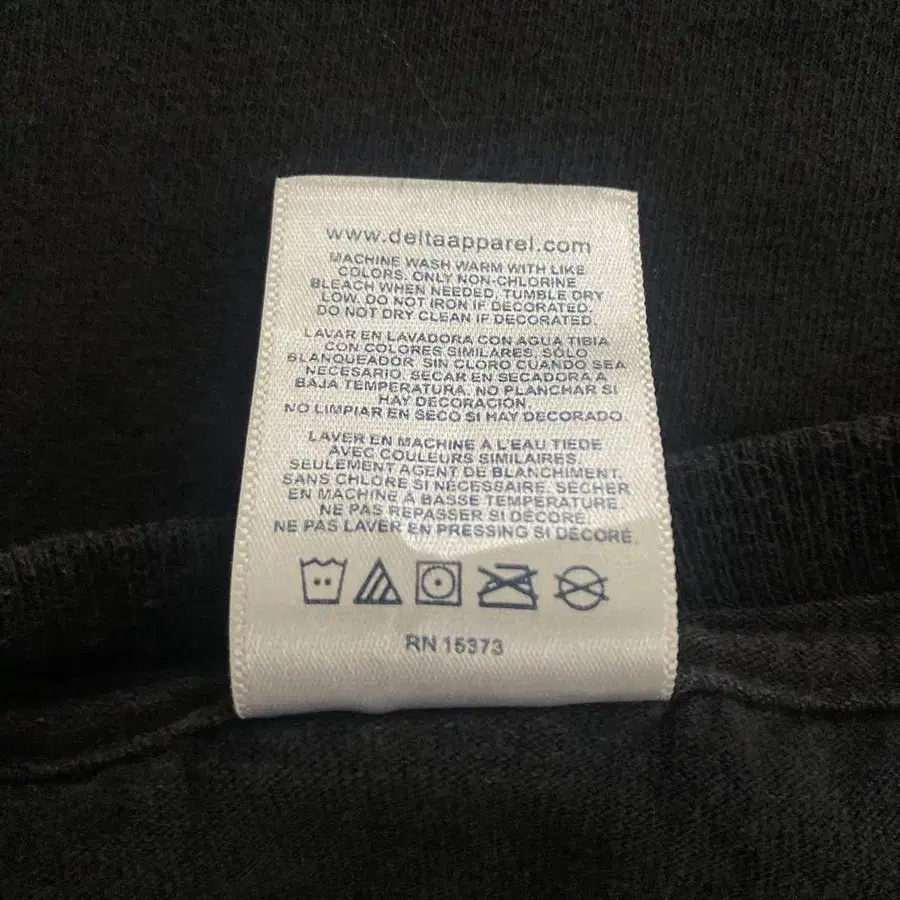 www.deltaapparel.com
MACHINE WASH WARM WITH LIKE
COLORS. ONLY NON-CHLORINE
BLEACH WHEN NEEDED, TUMBLE DRY
LOW. DO NOT IRON IF DECORATED.
DO NOT DRY CLEAN IF DECORATED.
LAVAR EN LAVADORA CON AGUA TIBIA
CON COLORES SIMILARES, SÓLO
BLANQUEADOR SIN CLORO CUANDO SEA
NECESARIO. SECAR EN SECADORA A
BAJA TEMPERATURA, NO PLANCHAR SI
HAY DECORACIÓN.
NO LIMPIAR EN SECO SI HAY DECORADO.
LAVER EN MACHINE À L'EAU TIEDE
AVEC COULEURS SIMILAIRES,
SEULEMENT AGENT DE BLANCHIMENT,
SANS CHLORE SI NÉCESSAIRE. SÉCHER
EN MACHINE À BASSE TEMPERATURE.
NE PAS REPASSER SI DÉCORÉ.
NE PAS LAVER EN PRESSING SI DÉCORÉ.
RN 15373